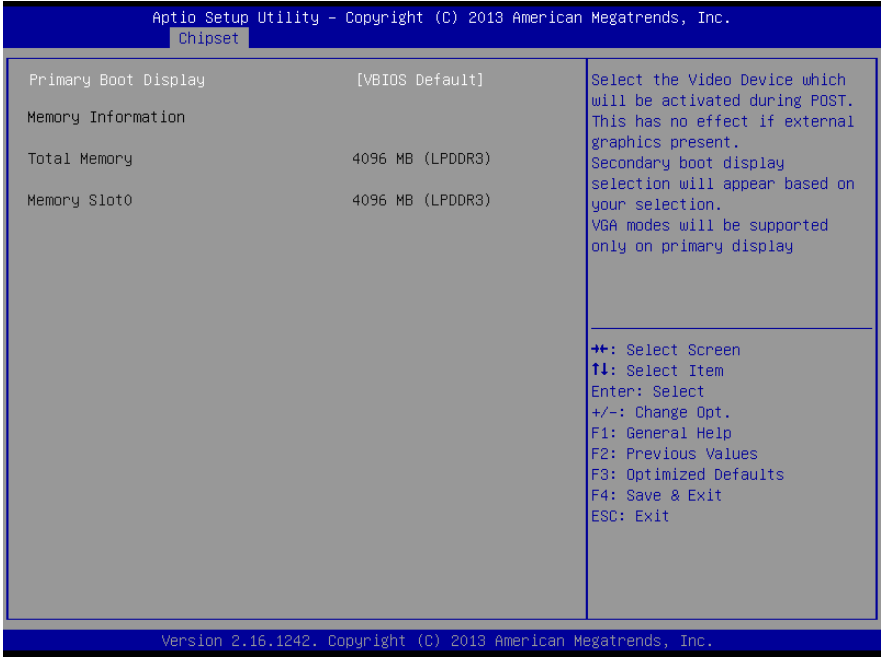 Aptio Setup Utility – Copyright (C) 2013 American Megatrends, Inc.
Chipset
Primary Boot Display [VBIOS Default]
Memory Information
Total Memory 4096 MB (LPDDR3)
Memory Slot0 4096 MB (LPDDR3)
Select the Video Device which
will be activated during POST.
This has no effect if external
graphics present.
Secondary boot display
selection will appear based on
your selection.
VGA modes will be supported
only on primary display
→←: Select Screen
↑↓: Select Item
Enter: Select
+/-: Change Opt.
F1: General Help
F2: Previous Values
F3: Optimized Defaults
F4: Save & Exit
ESC: Exit
Version 2.16.1242. Copyright (C) 2013 American Megatrends, Inc.